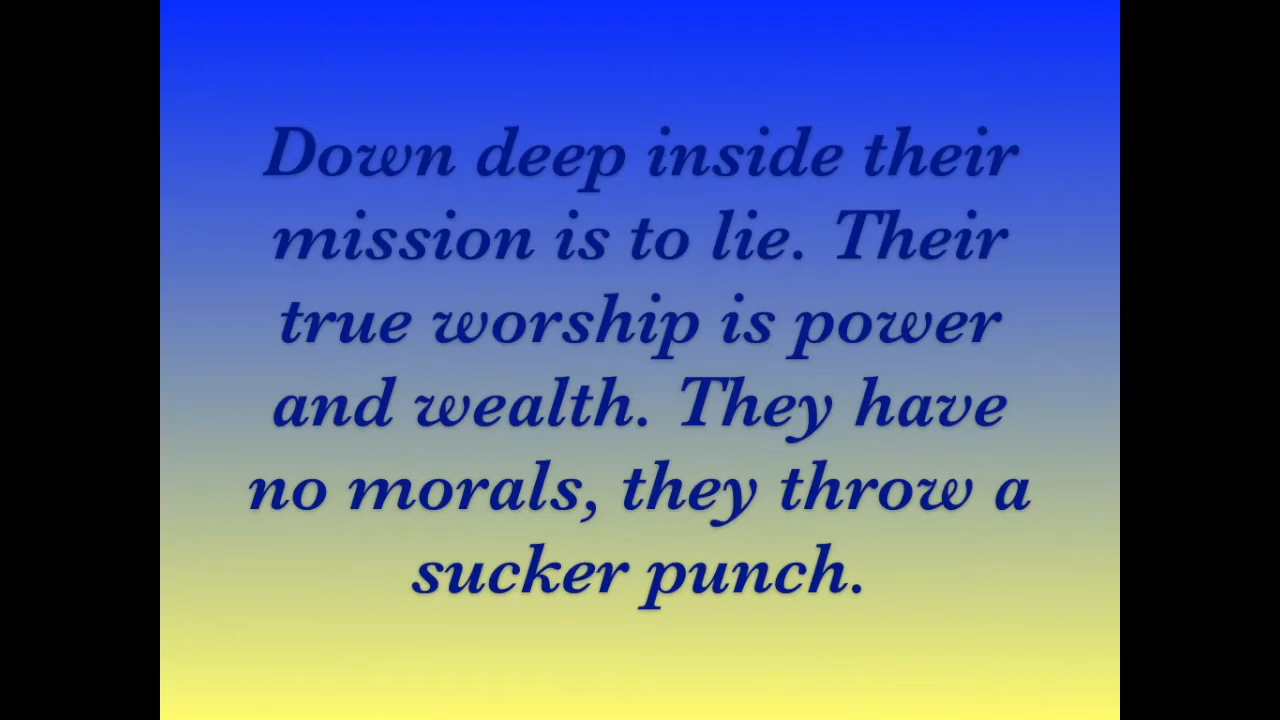 Down deep inside their
mission is to lie. Their
true worship is power
and wealth. They have
no morals, they throw a
sucker punch.